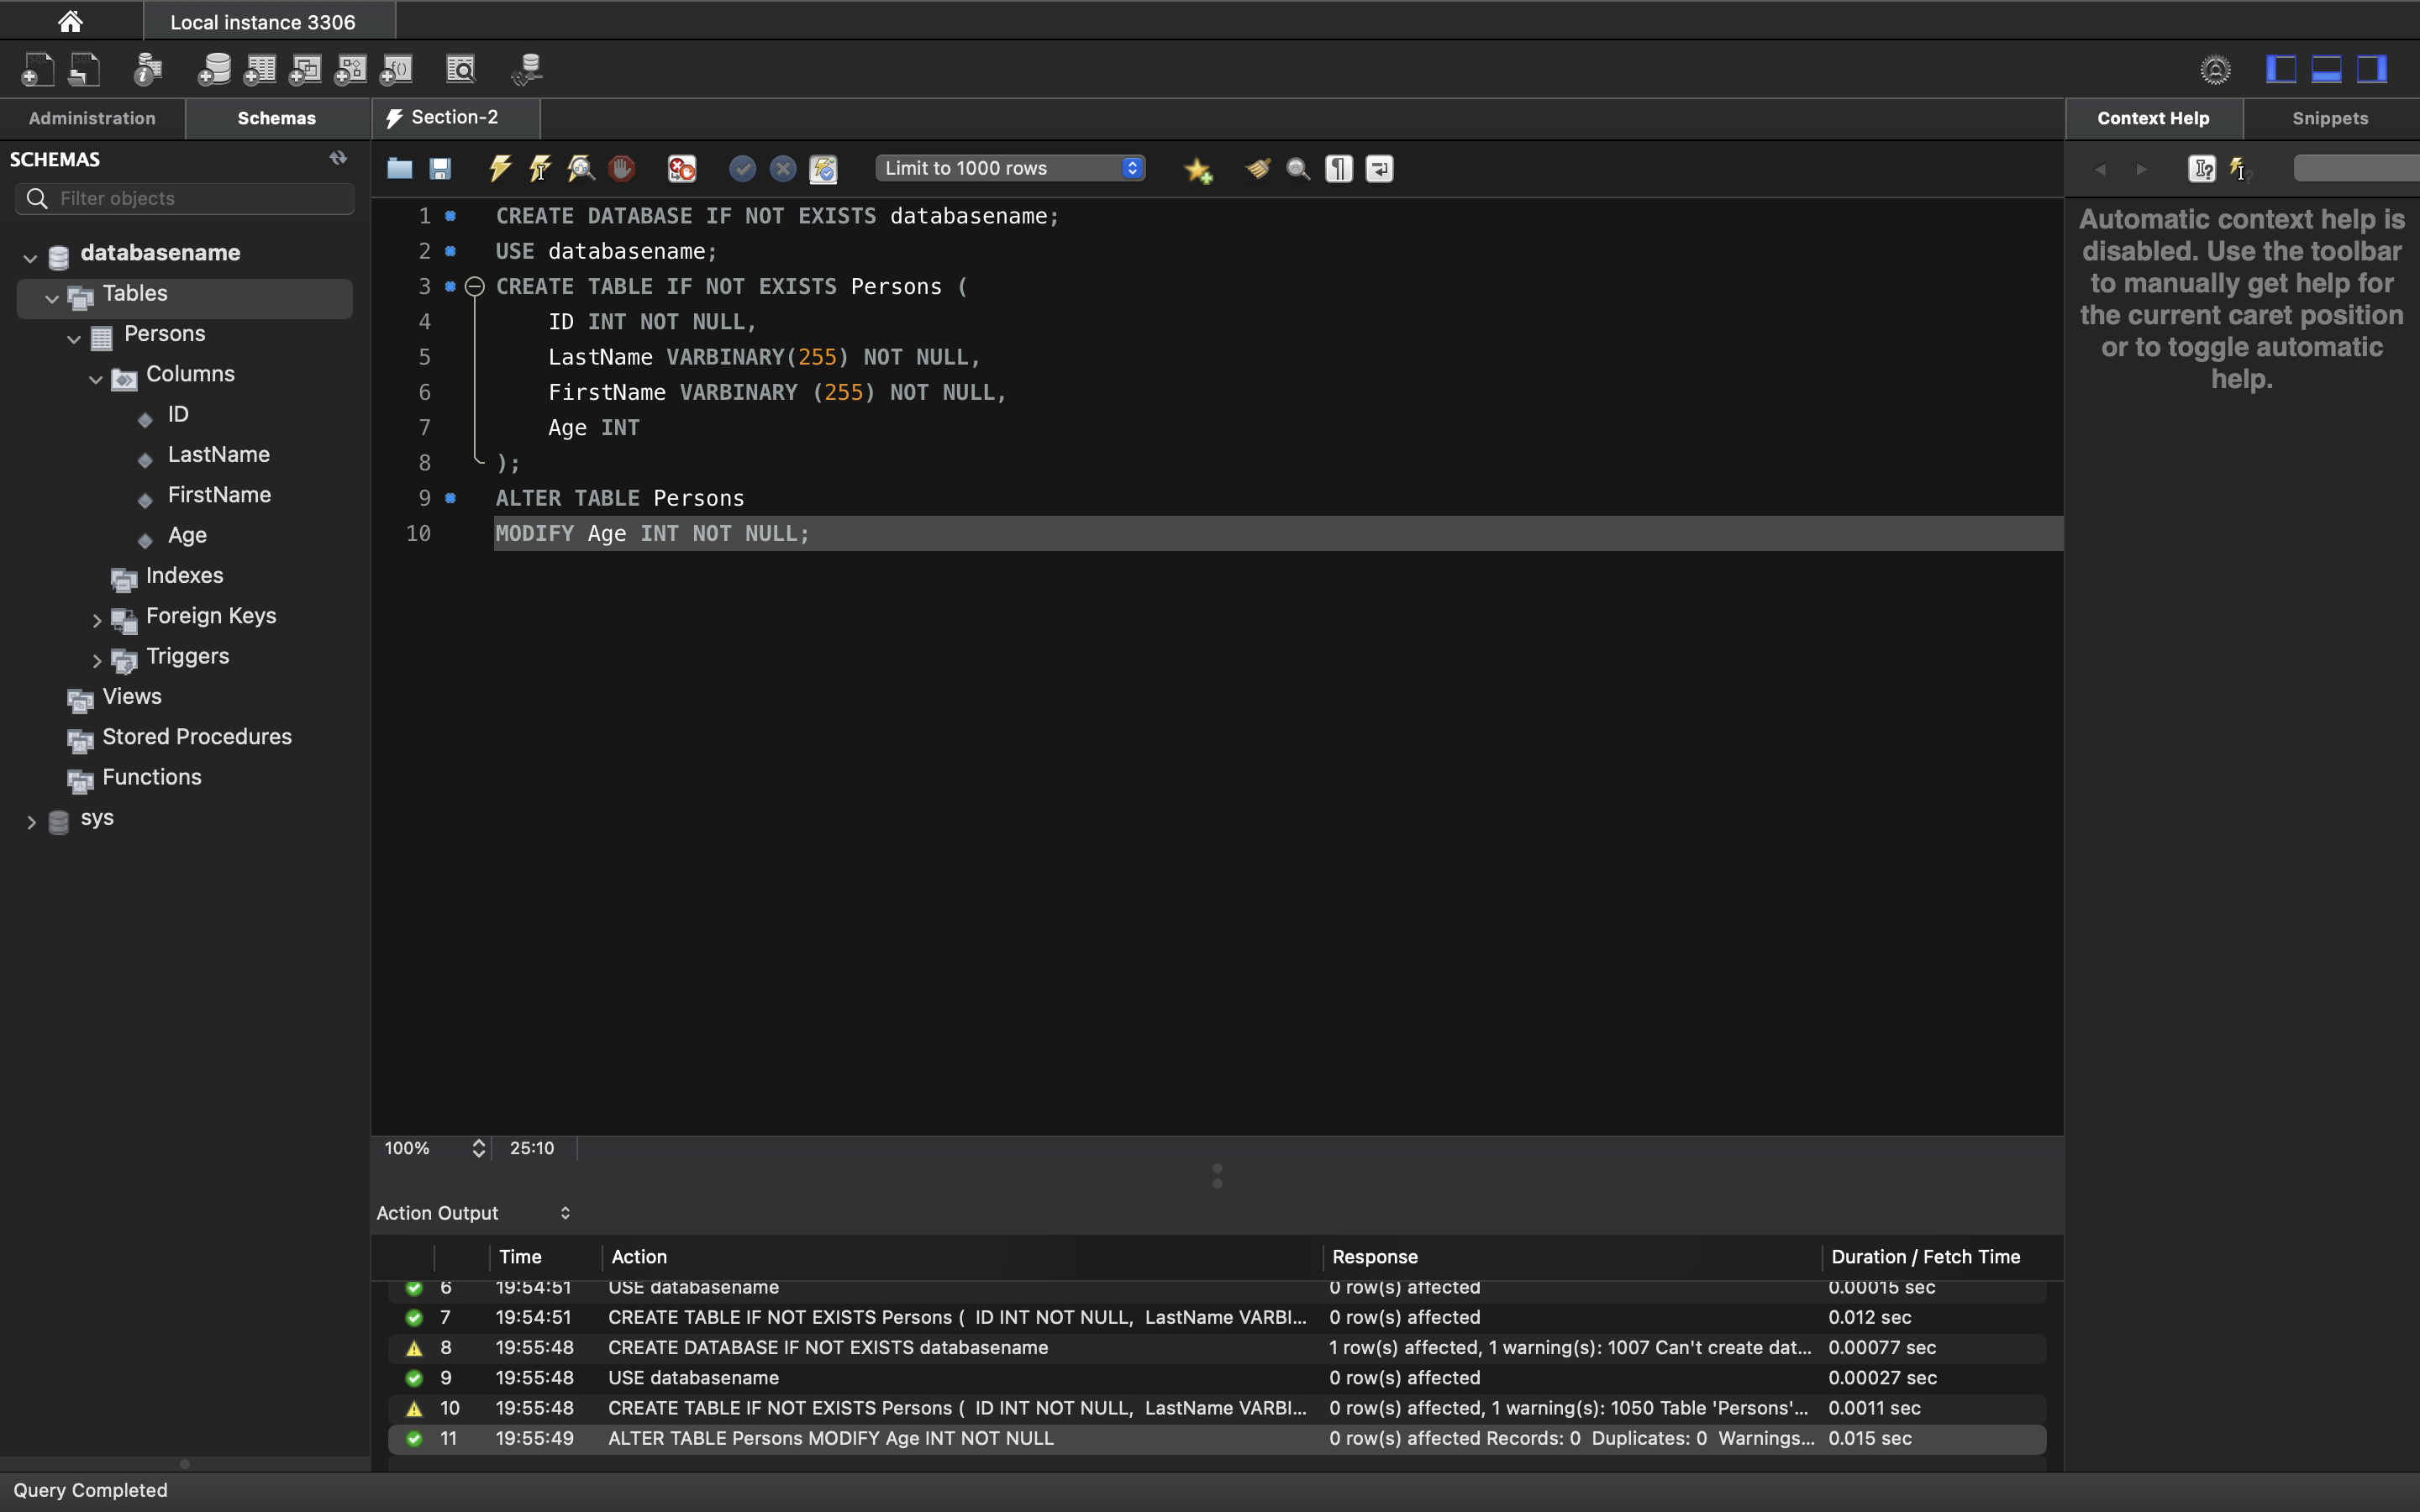 Local instance 3306
Administration
Schemas
Section-2
Context Help
Snippets
SCHEMAS
Filter objects
Limit to 1000 rows
databasename
Tables
Persons
Columns
ID
LastName
FirstName
Age
Indexes
Foreign Keys
Triggers
Views
Stored Procedures
Functions
sys
1 CREATE DATABASE IF NOT EXISTS databasename;
2 USE databasename;
3 CREATE TABLE IF NOT EXISTS Persons (
4 ID INT NOT NULL,
5 LastName VARBINARY(255) NOT NULL,
6 FirstName VARBINARY (255) NOT NULL,
7 Age INT
8 );
9 ALTER TABLE Persons
10 MODIFY Age INT NOT NULL;
Automatic context help is
disabled. Use the toolbar
to manually get help for
the current caret position
or to toggle automatic
help.
100% 25:10
Action Output
Time Action Response Duration / Fetch Time
6 19:54:51 USE databasename 0 row(s) affected 0.00015 sec
7 19:54:51 CREATE TABLE IF NOT EXISTS Persons ( ID INT NOT NULL, LastName VARBI... 0 row(s) affected 0.012 sec
8 19:55:48 CREATE DATABASE IF NOT EXISTS databasename 1 row(s) affected, 1 warning(s): 1007 Can't create dat... 0.00077 sec
9 19:55:48 USE databasename 0 row(s) affected 0.00027 sec
10 19:55:48 CREATE TABLE IF NOT EXISTS Persons ( ID INT NOT NULL, LastName VARBI... 0 row(s) affected, 1 warning(s): 1050 Table 'Persons'... 0.0011 sec
11 19:55:49 ALTER TABLE Persons MODIFY Age INT NOT NULL 0 row(s) affected Records: 0 Duplicates: 0 Warnings... 0.015 sec
Query Completed